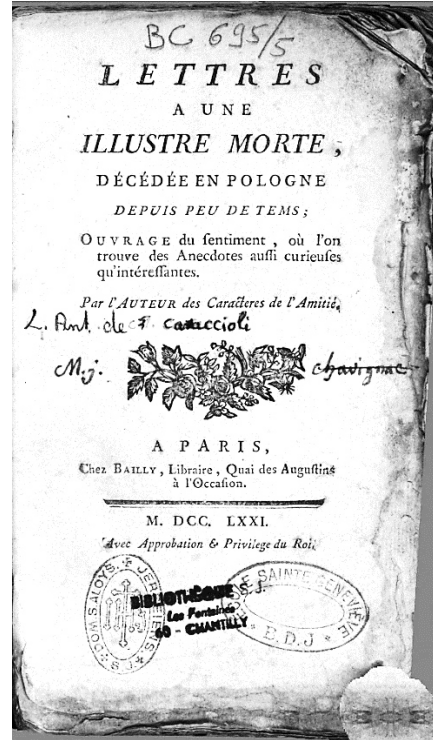 BC 695/5
LETTRES
A UNE
ILLUSTRE MORTE,
DÉCÉDÉE EN POLOGNE
DEPUIS PEU DE TEMS;
OUVRAGE du ſentiment, où l'on
trouve des Anecdotes auſſi curieuſes
qu'intéreſſantes.
Par l'AUTEUR des Caracteres de l'Amitié.
L. Ant. de Caraccioli
M. j. chavignac
A PARIS,
Chez BAILLY, Libraire, Quai des Auguſtins
à l'Occaſion.
M. DCC. LXXI.
Avec Approbation & Privilege du Roi.
DOM. S. ALOYS. JERSEIENS
BIBLIOTHÈQUE S. J.
Les Fontaines
60 - CHANTILLY
SAINTE GENEVIÈVE
E.D.J